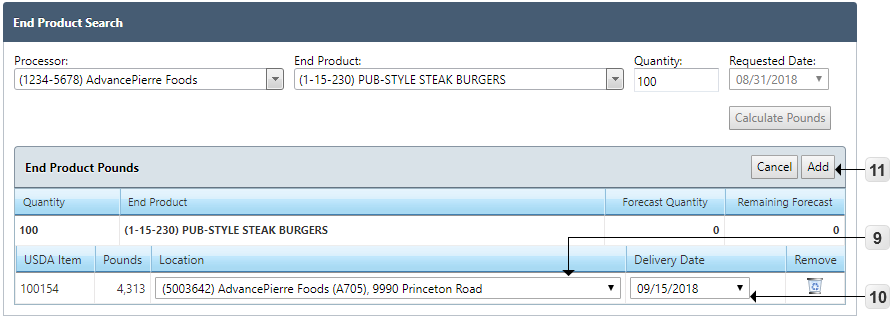 End Product Search
Processor: End Product: Quantity: Requested Date:
(1234-5678) AdvancePierre Foods (1-15-230) PUB-STYLE STEAK BURGERS 100 08/31/2018
Calculate Pounds
End Product Pounds Cancel Add 11
Quantity End Product Forecast Quantity Remaining Forecast
100 (1-15-230) PUB-STYLE STEAK BURGERS 0 0
9
USDA Item Pounds Location Delivery Date Remove
100154 4,313 (5003642) AdvancePierre Foods (A705), 9990 Princeton Road 09/15/2018
10